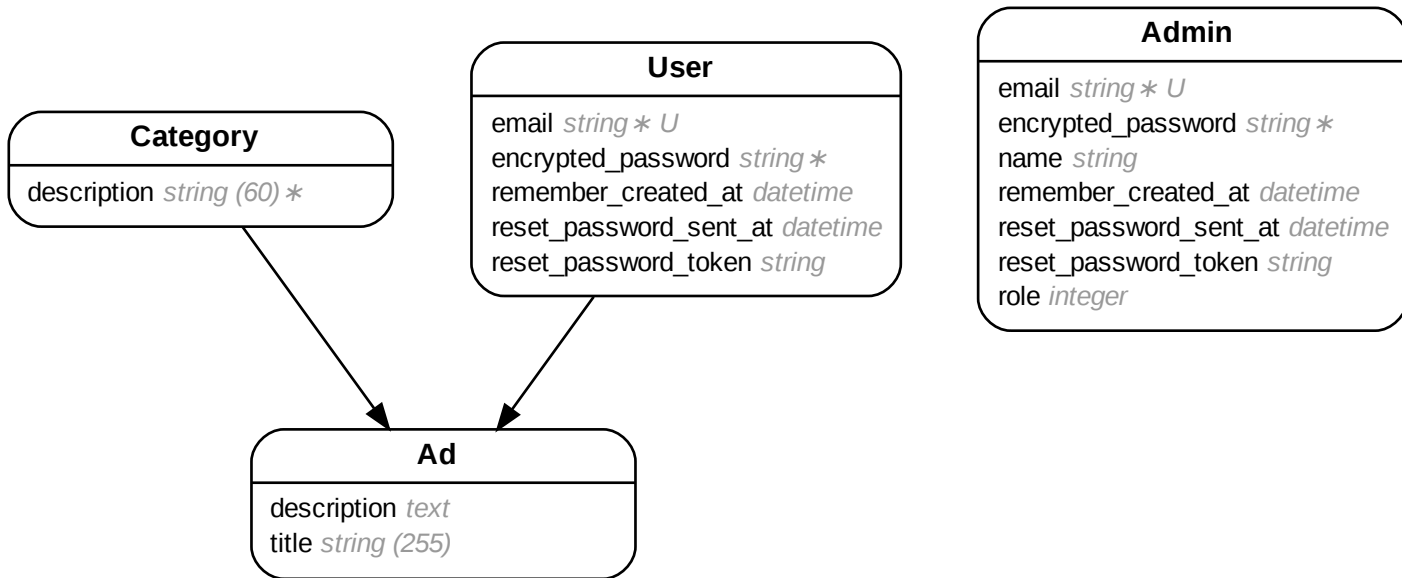 Category
description string (60) ∗
User
email string ∗ U
encrypted_password string ∗
remember_created_at datetime
reset_password_sent_at datetime
reset_password_token string
Admin
email string ∗ U
encrypted_password string ∗
name string
remember_created_at datetime
reset_password_sent_at datetime
reset_password_token string
role integer
Ad
description text
title string (255)